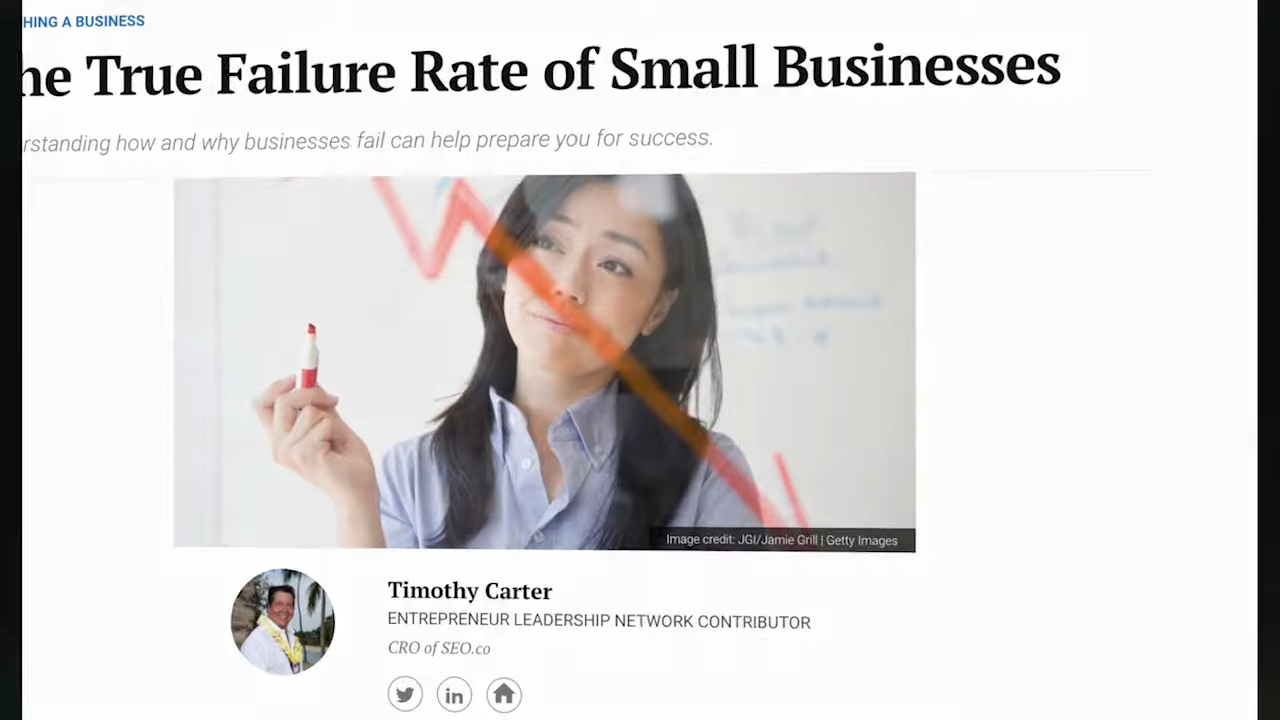 HING A BUSINESS
he True Failure Rate of Small Businesses
rstanding how and why businesses fail can help prepare you for success.
Image credit: JGI/Jamie Grill | Getty Images
Timothy Carter
ENTREPRENEUR LEADERSHIP NETWORK CONTRIBUTOR
CRO of SEO.co
in